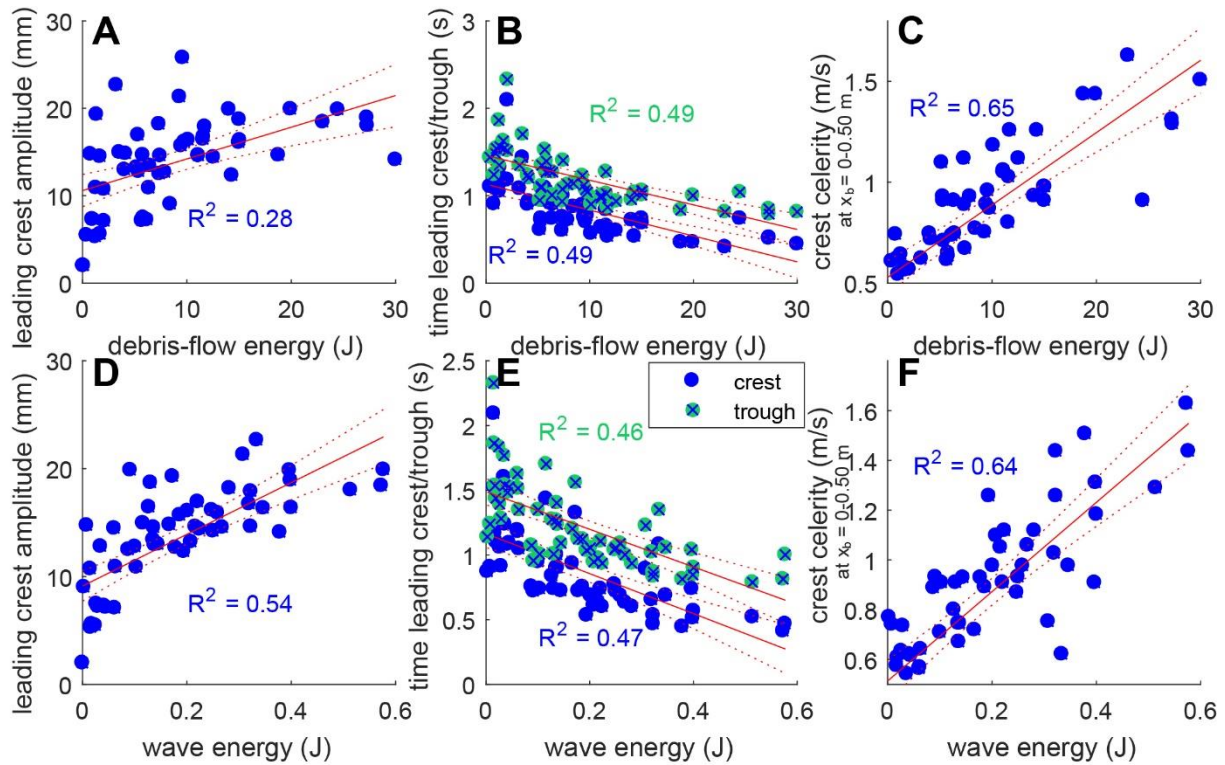 A
leading crest amplitude (mm)
30
20
10
0
R² = 0.28
0 10 20 30
debris-flow energy (J)
B
time leading crest/trough (s)
3
2
1
0
R² = 0.49
R² = 0.49
0 10 20 30
debris-flow energy (J)
C
crest celerity (m/s)
at x_b = 0-0.50 m
1.5
1
0.5
R² = 0.65
0 10 20 30
debris-flow energy (J)
D
leading crest amplitude (mm)
30
20
10
0
R² = 0.54
0 0.2 0.4 0.6
wave energy (J)
E
time leading crest/trough (s)
2.5
2
1.5
1
0.5
0
crest
trough
R² = 0.46
R² = 0.47
0 0.2 0.4 0.6
wave energy (J)
F
crest celerity (m/s)
at x_b = 0-0.50 m
1.6
1.4
1.2
1
0.8
0.6
R² = 0.64
0 0.2 0.4 0.6
wave energy (J)